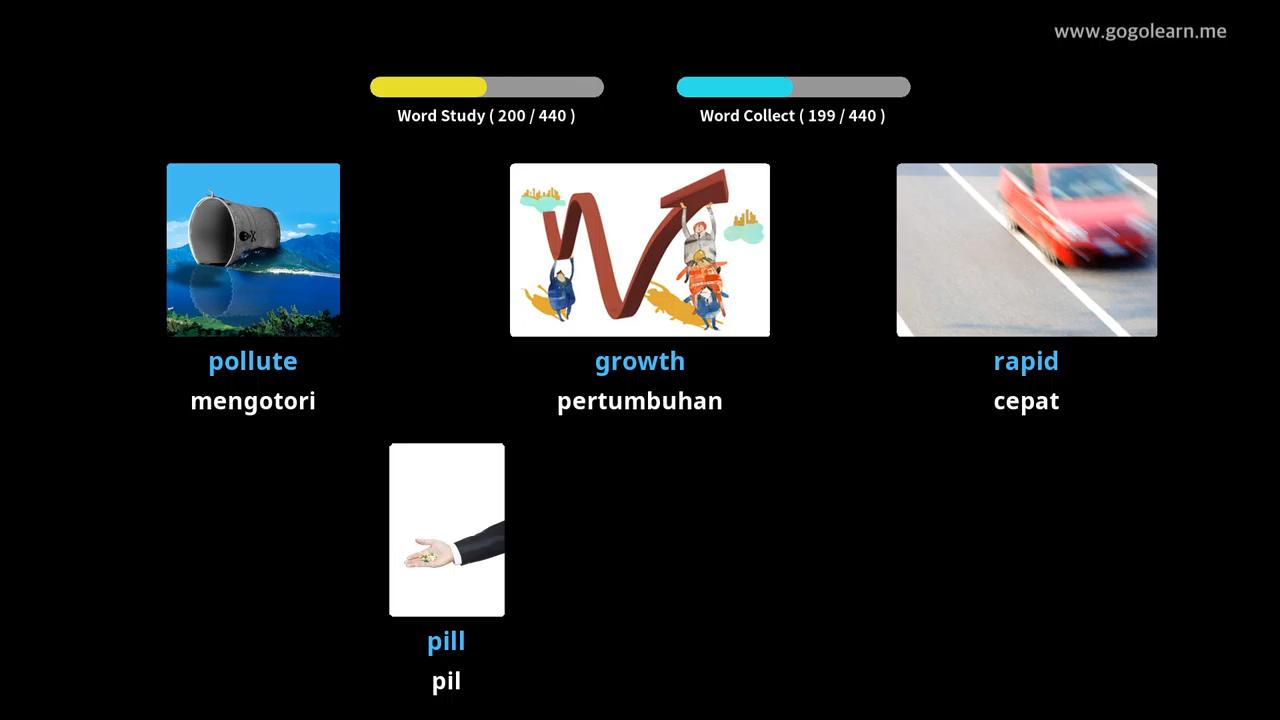 www.gogolearn.me
Word Study ( 200 / 440 )
Word Collect ( 199 / 440 )
pollute
mengotori
growth
pertumbuhan
rapid
cepat
pill
pil